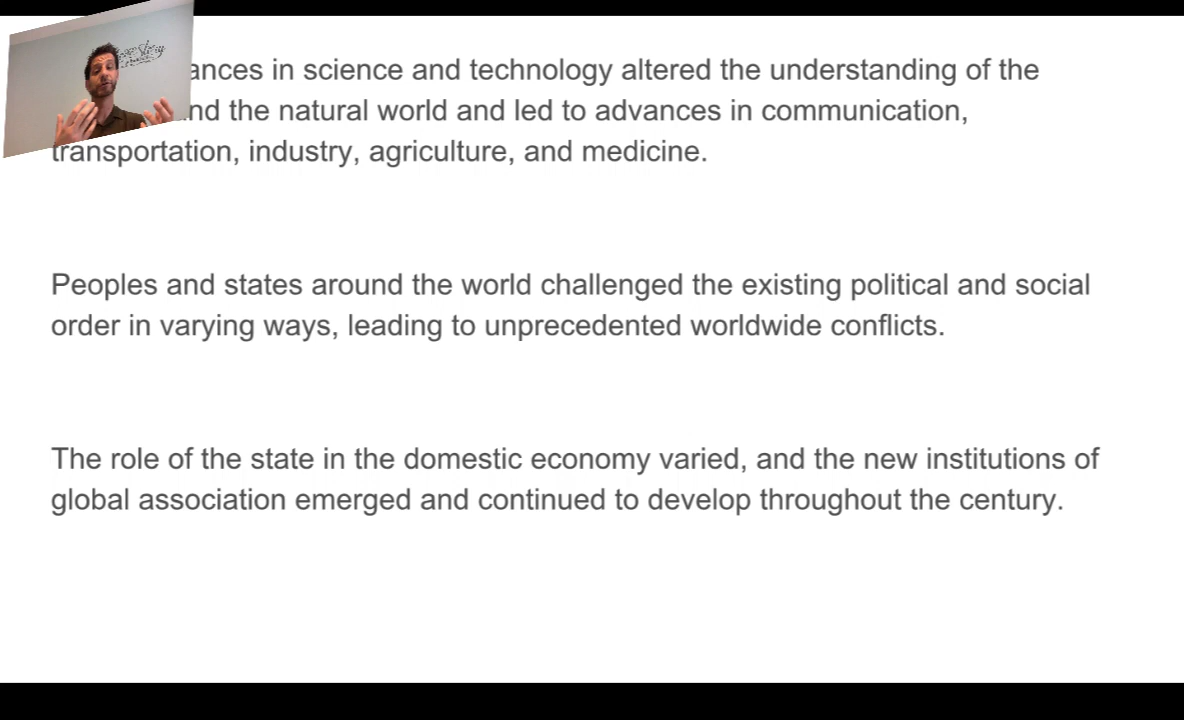 ances in science and technology altered the understanding of the
nd the natural world and led to advances in communication,
transportation, industry, agriculture, and medicine.
Peoples and states around the world challenged the existing political and social
order in varying ways, leading to unprecedented worldwide conflicts.
The role of the state in the domestic economy varied, and the new institutions of
global association emerged and continued to develop throughout the century.